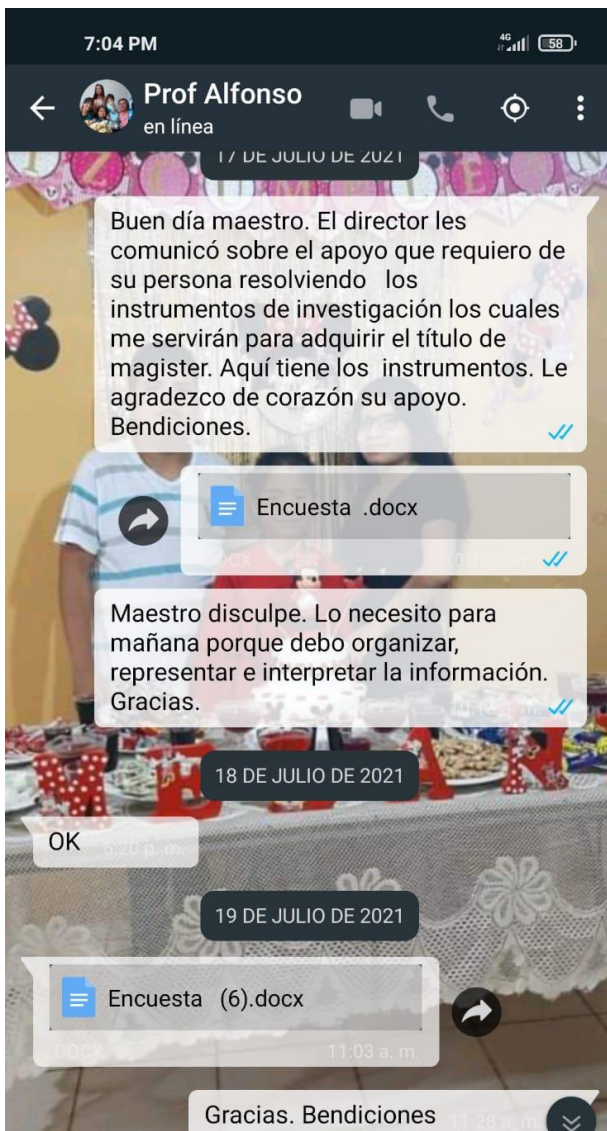 7:04 PM
4G
58
Prof Alfonso
en línea
17 DE JULIO DE 2021
Buen día maestro. El director les
comunicó sobre el apoyo que requiero de
su persona resolviendo los
instrumentos de investigación los cuales
me servirán para adquirir el título de
magister. Aquí tiene los instrumentos. Le
agradezco de corazón su apoyo.
Bendiciones.
Encuesta .docx
DOCX
Maestro disculpe. Lo necesito para
mañana porque debo organizar,
representar e interpretar la información.
Gracias.
18 DE JULIO DE 2021
OK
5:20 p. m.
19 DE JULIO DE 2021
Encuesta (6).docx
DOCX 11:03 a. m.
Gracias. Bendiciones
11:28 a. m.